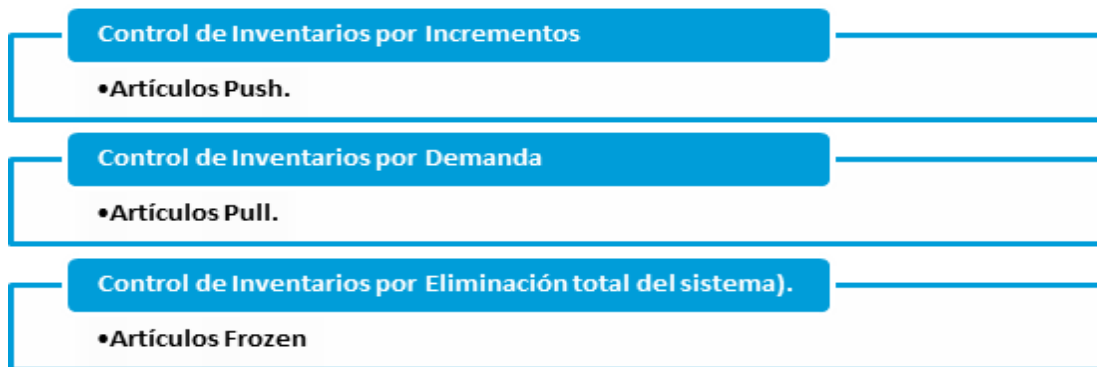 Control de Inventarios por Incrementos
•Artículos Push.
Control de Inventarios por Demanda
•Artículos Pull.
Control de Inventarios por Eliminación total del sistema).
•Artículos Frozen